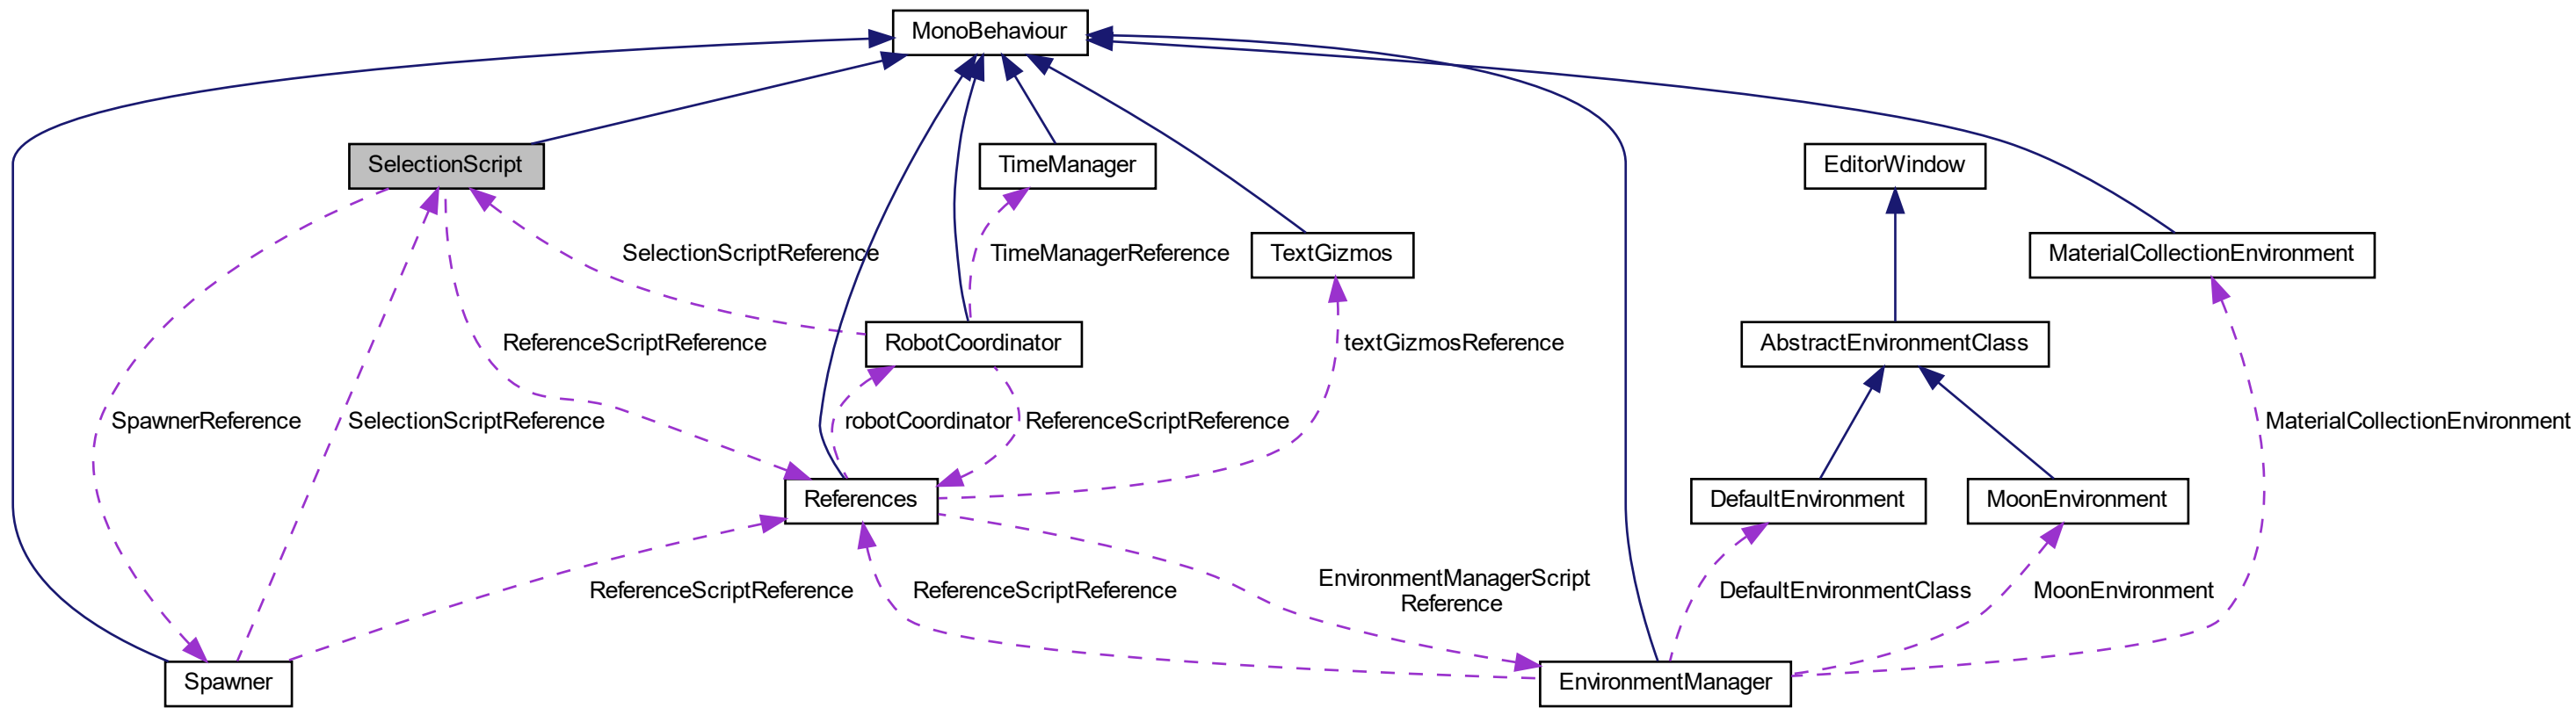 MonoBehaviour
SelectionScript
TimeManager
EditorWindow
SelectionScriptReference
TimeManagerReference
TextGizmos
MaterialCollectionEnvironment
ReferenceScriptReference
RobotCoordinator
textGizmosReference
AbstractEnvironmentClass
SpawnerReference
SelectionScriptReference
robotCoordinator
ReferenceScriptReference
MaterialCollectionEnvironment
References
DefaultEnvironment
MoonEnvironment
ReferenceScriptReference
ReferenceScriptReference
EnvironmentManagerScript
Reference
DefaultEnvironmentClass
MoonEnvironment
Spawner
EnvironmentManager